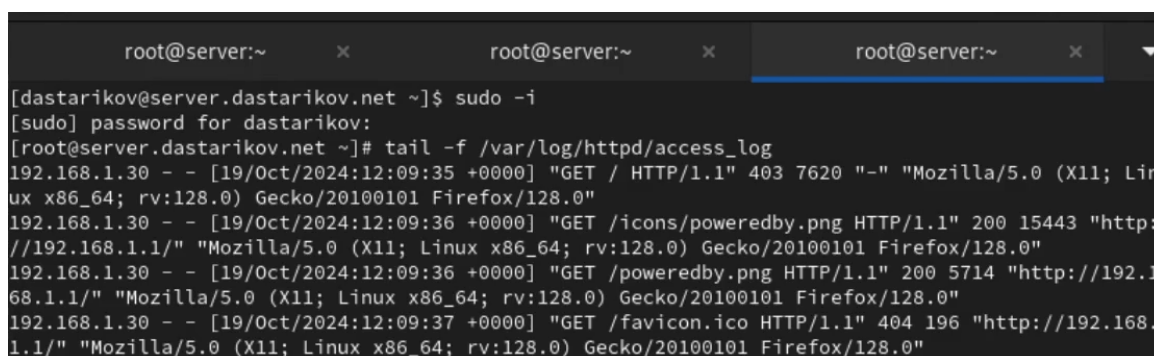 root@server:~ × root@server:~ × root@server:~ ×
[dastarikov@server.dastarikov.net ~]$ sudo -i
[sudo] password for dastarikov:
[root@server.dastarikov.net ~]# tail -f /var/log/httpd/access_log
192.168.1.30 - - [19/Oct/2024:12:09:35 +0000] "GET / HTTP/1.1" 403 7620 "-" "Mozilla/5.0 (X11; Lin
ux x86_64; rv:128.0) Gecko/20100101 Firefox/128.0"
192.168.1.30 - - [19/Oct/2024:12:09:36 +0000] "GET /icons/poweredby.png HTTP/1.1" 200 15443 "http:
//192.168.1.1/" "Mozilla/5.0 (X11; Linux x86_64; rv:128.0) Gecko/20100101 Firefox/128.0"
192.168.1.30 - - [19/Oct/2024:12:09:36 +0000] "GET /poweredby.png HTTP/1.1" 200 5714 "http://192.1
68.1.1/" "Mozilla/5.0 (X11; Linux x86_64; rv:128.0) Gecko/20100101 Firefox/128.0"
192.168.1.30 - - [19/Oct/2024:12:09:37 +0000] "GET /favicon.ico HTTP/1.1" 404 196 "http://192.168.
1.1/" "Mozilla/5.0 (X11; Linux x86_64; rv:128.0) Gecko/20100101 Firefox/128.0"